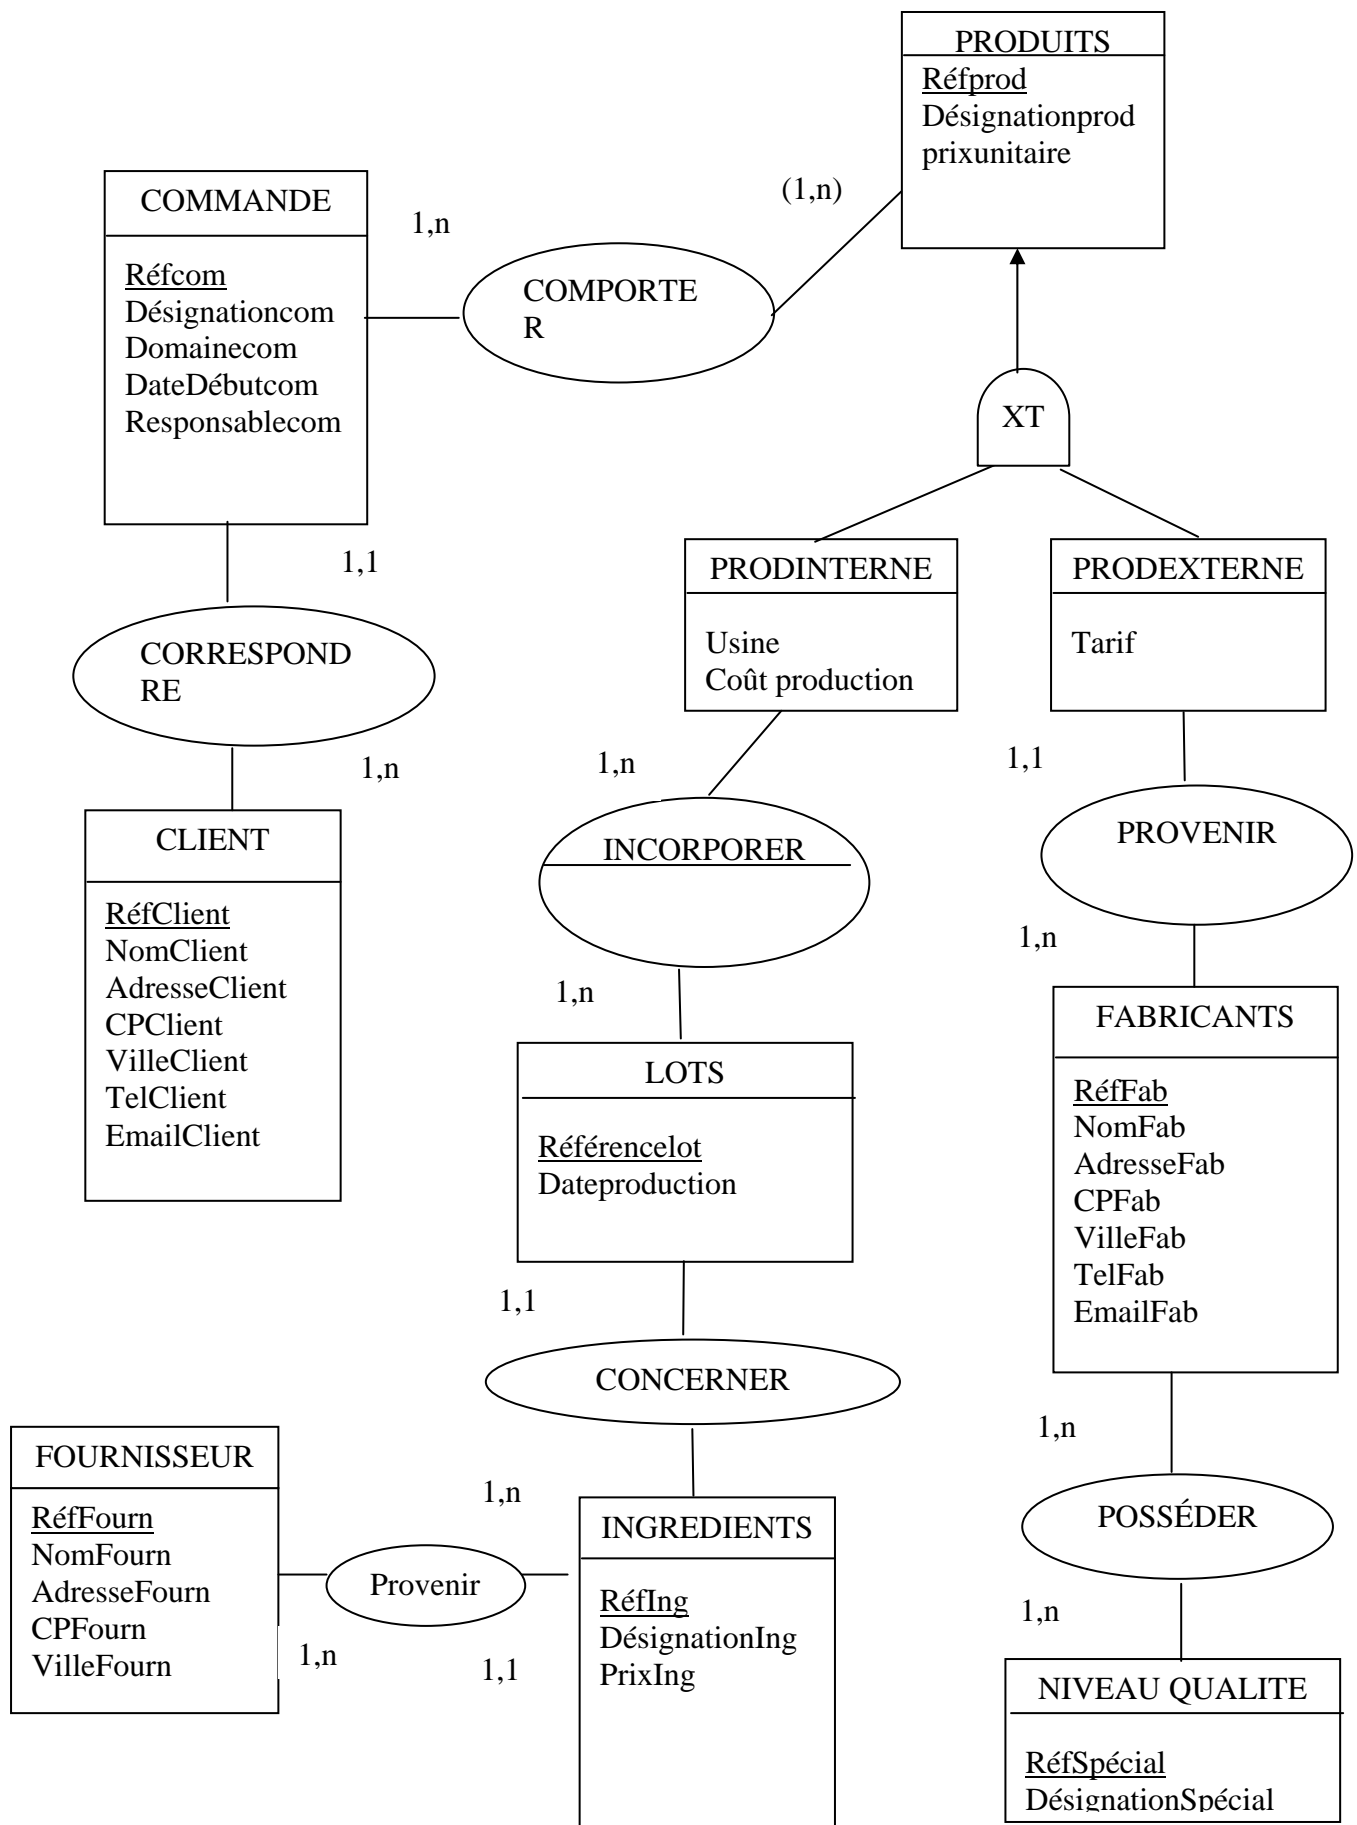 PRODUITS
Réfprod
Désignationprod
prixunitaire
(1,n)
COMMANDE
Réfcom
Désignationcom
Domainecom
DateDébutcom
Responsablecom
1,n
COMPORTE
R
XT
1,1
CORRESPOND
RE
1,n
CLIENT
RéfClient
NomClient
AdresseClient
CPClient
VilleClient
TelClient
EmailClient
PRODINTERNE
Usine
Coût production
PRODEXTERNE
Tarif
1,n
INCORPORER
1,n
1,1
PROVENIR
1,n
LOTS
Référencelot
Dateproduction
FABRICANTS
RéfFab
NomFab
AdresseFab
CPFab
VilleFab
TelFab
EmailFab
1,1
CONCERNER
1,n
FOURNISSEUR
RéfFourn
NomFourn
AdresseFourn
CPFourn
VilleFourn
1,n
Provenir
1,1
INGREDIENTS
RéfIng
DésignationIng
PrixIng
1,n
POSSÉDER
1,n
NIVEAU QUALITE
RéfSpécial
DésignationSpécial